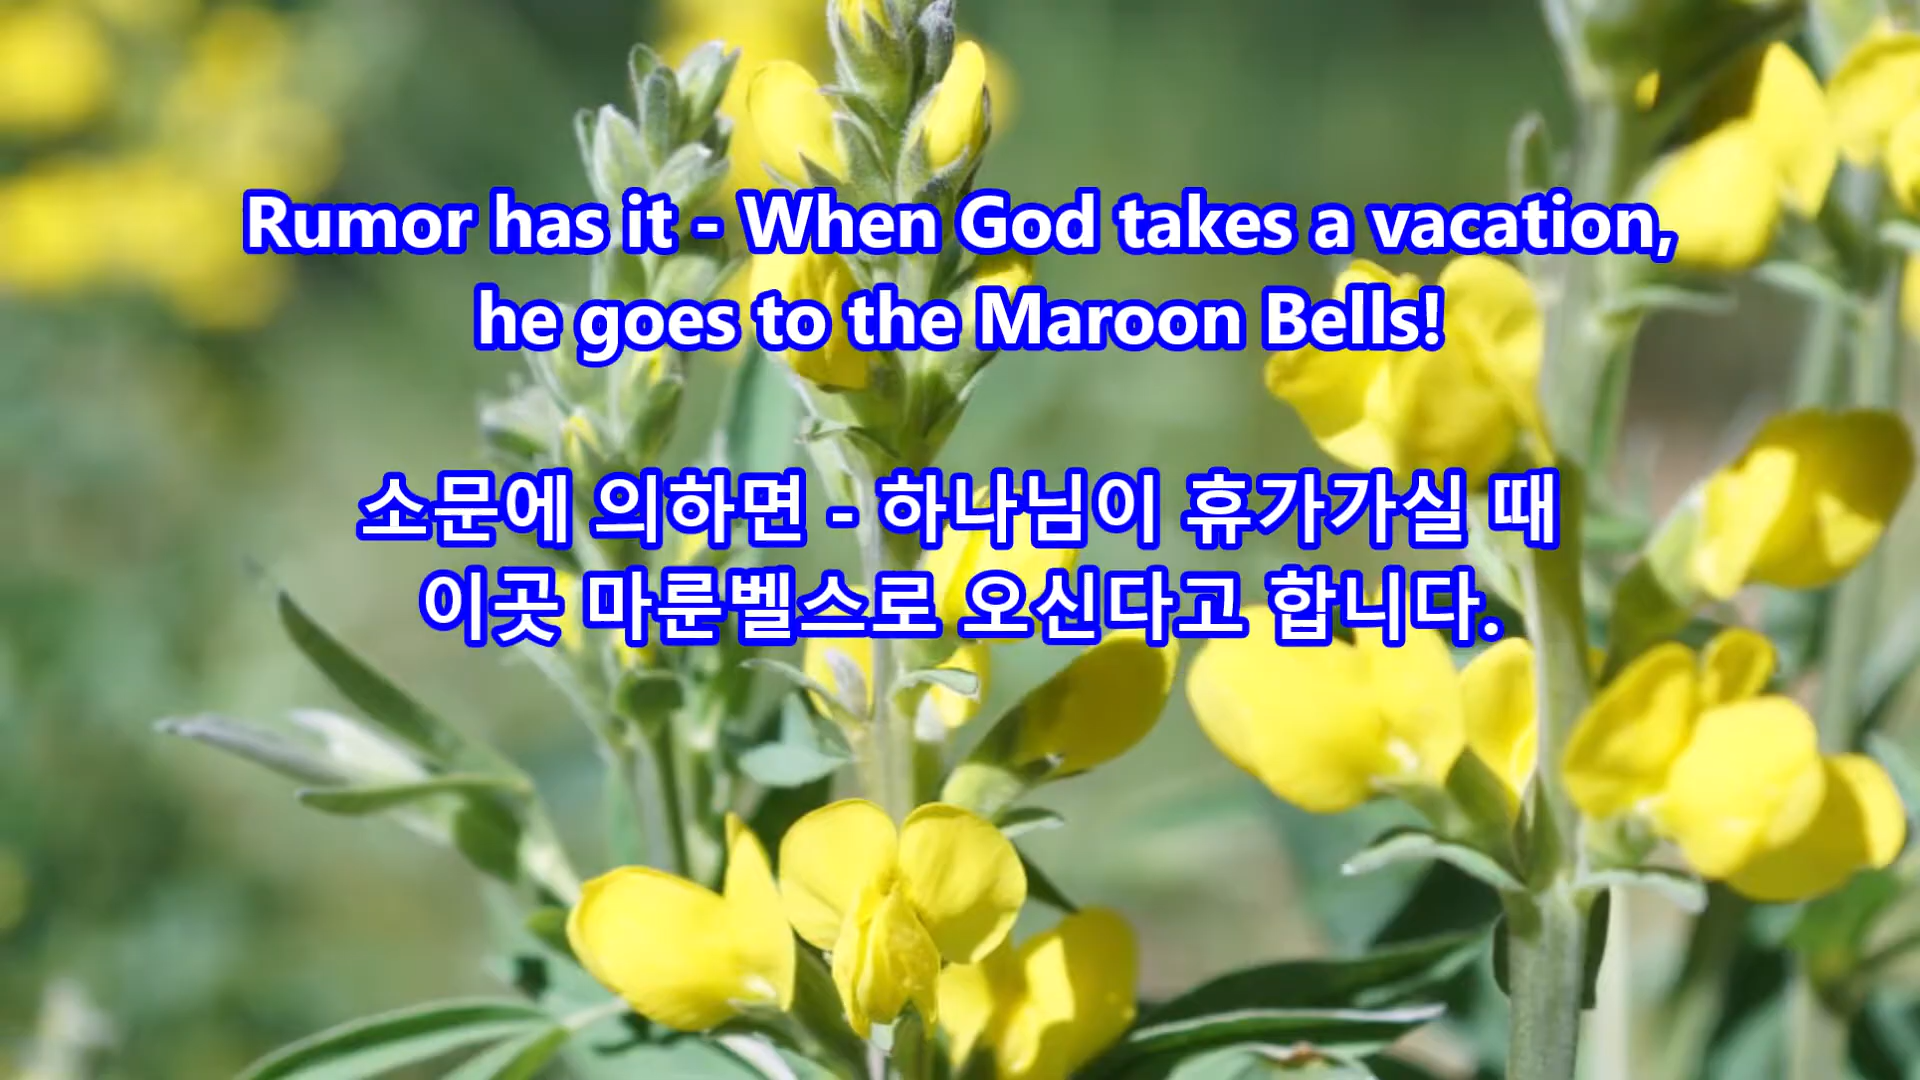 Rumor has it - When God takes a vacation,
he goes to the Maroon Bells!
소문에 의하면 - 하나님이 휴가가실 때
이곳 마룬벨스로 오신다고 합니다.